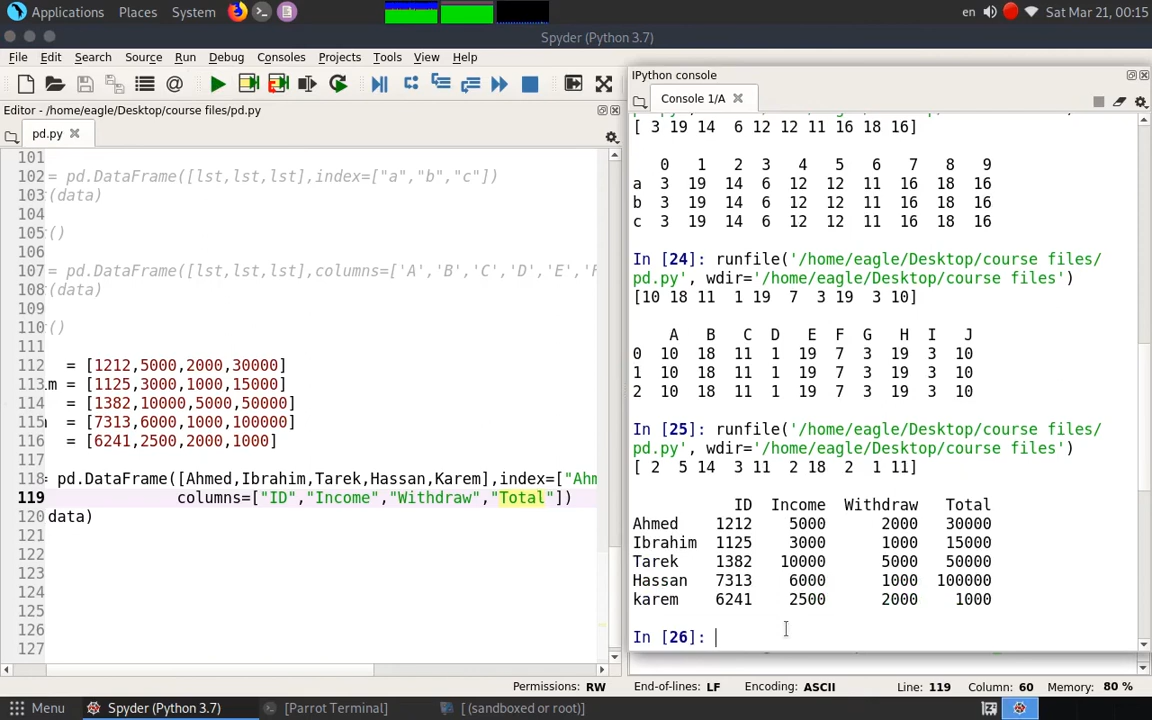 Applications Places System en Sat Mar 21, 00:15
Spyder (Python 3.7)
File Edit Search Source Run Debug Consoles Projects Tools View Help
Editor - /home/eagle/Desktop/course files/pd.py
pd.py
101
102 = pd.DataFrame([lst,lst,lst],index=["a","b","c"])
103 (data)
104
105 ()
106
107 = pd.DataFrame([lst,lst,lst],columns=['A','B','C','D','E','F
108 (data)
109
110 ()
111
112 = [1212,5000,2000,30000]
113 m = [1125,3000,1000,15000]
114 = [1382,10000,5000,50000]
115 = [7313,6000,1000,100000]
116 = [6241,2500,2000,1000]
117
118 = pd.DataFrame([Ahmed,Ibrahim,Tarek,Hassan,Karem],index=["Ahm
119 columns=["ID","Income","Withdraw","Total"])
120 data)
121
122
123
124
125
126
127
IPython console
Console 1/A
[ 3 19 14 6 12 12 11 16 18 16]
0 1 2 3 4 5 6 7 8 9
a 3 19 14 6 12 12 11 16 18 16
b 3 19 14 6 12 12 11 16 18 16
c 3 19 14 6 12 12 11 16 18 16
In [24]: runfile('/home/eagle/Desktop/course files/
pd.py', wdir='/home/eagle/Desktop/course files')
[10 18 11 1 19 7 3 19 3 10]
A B C D E F G H I J
0 10 18 11 1 19 7 3 19 3 10
1 10 18 11 1 19 7 3 19 3 10
2 10 18 11 1 19 7 3 19 3 10
In [25]: runfile('/home/eagle/Desktop/course files/
pd.py', wdir='/home/eagle/Desktop/course files')
[ 2 5 14 3 11 2 18 2 1 11]
ID Income Withdraw Total
Ahmed 1212 5000 2000 30000
Ibrahim 1125 3000 1000 15000
Tarek 1382 10000 5000 50000
Hassan 7313 6000 1000 100000
karem 6241 2500 2000 1000
In [26]:
Permissions: RW End-of-lines: LF Encoding: ASCII Line: 119 Column: 60 Memory: 80 %
Menu Spyder (Python 3.7) [Parrot Terminal] [ (sandboxed or root)]